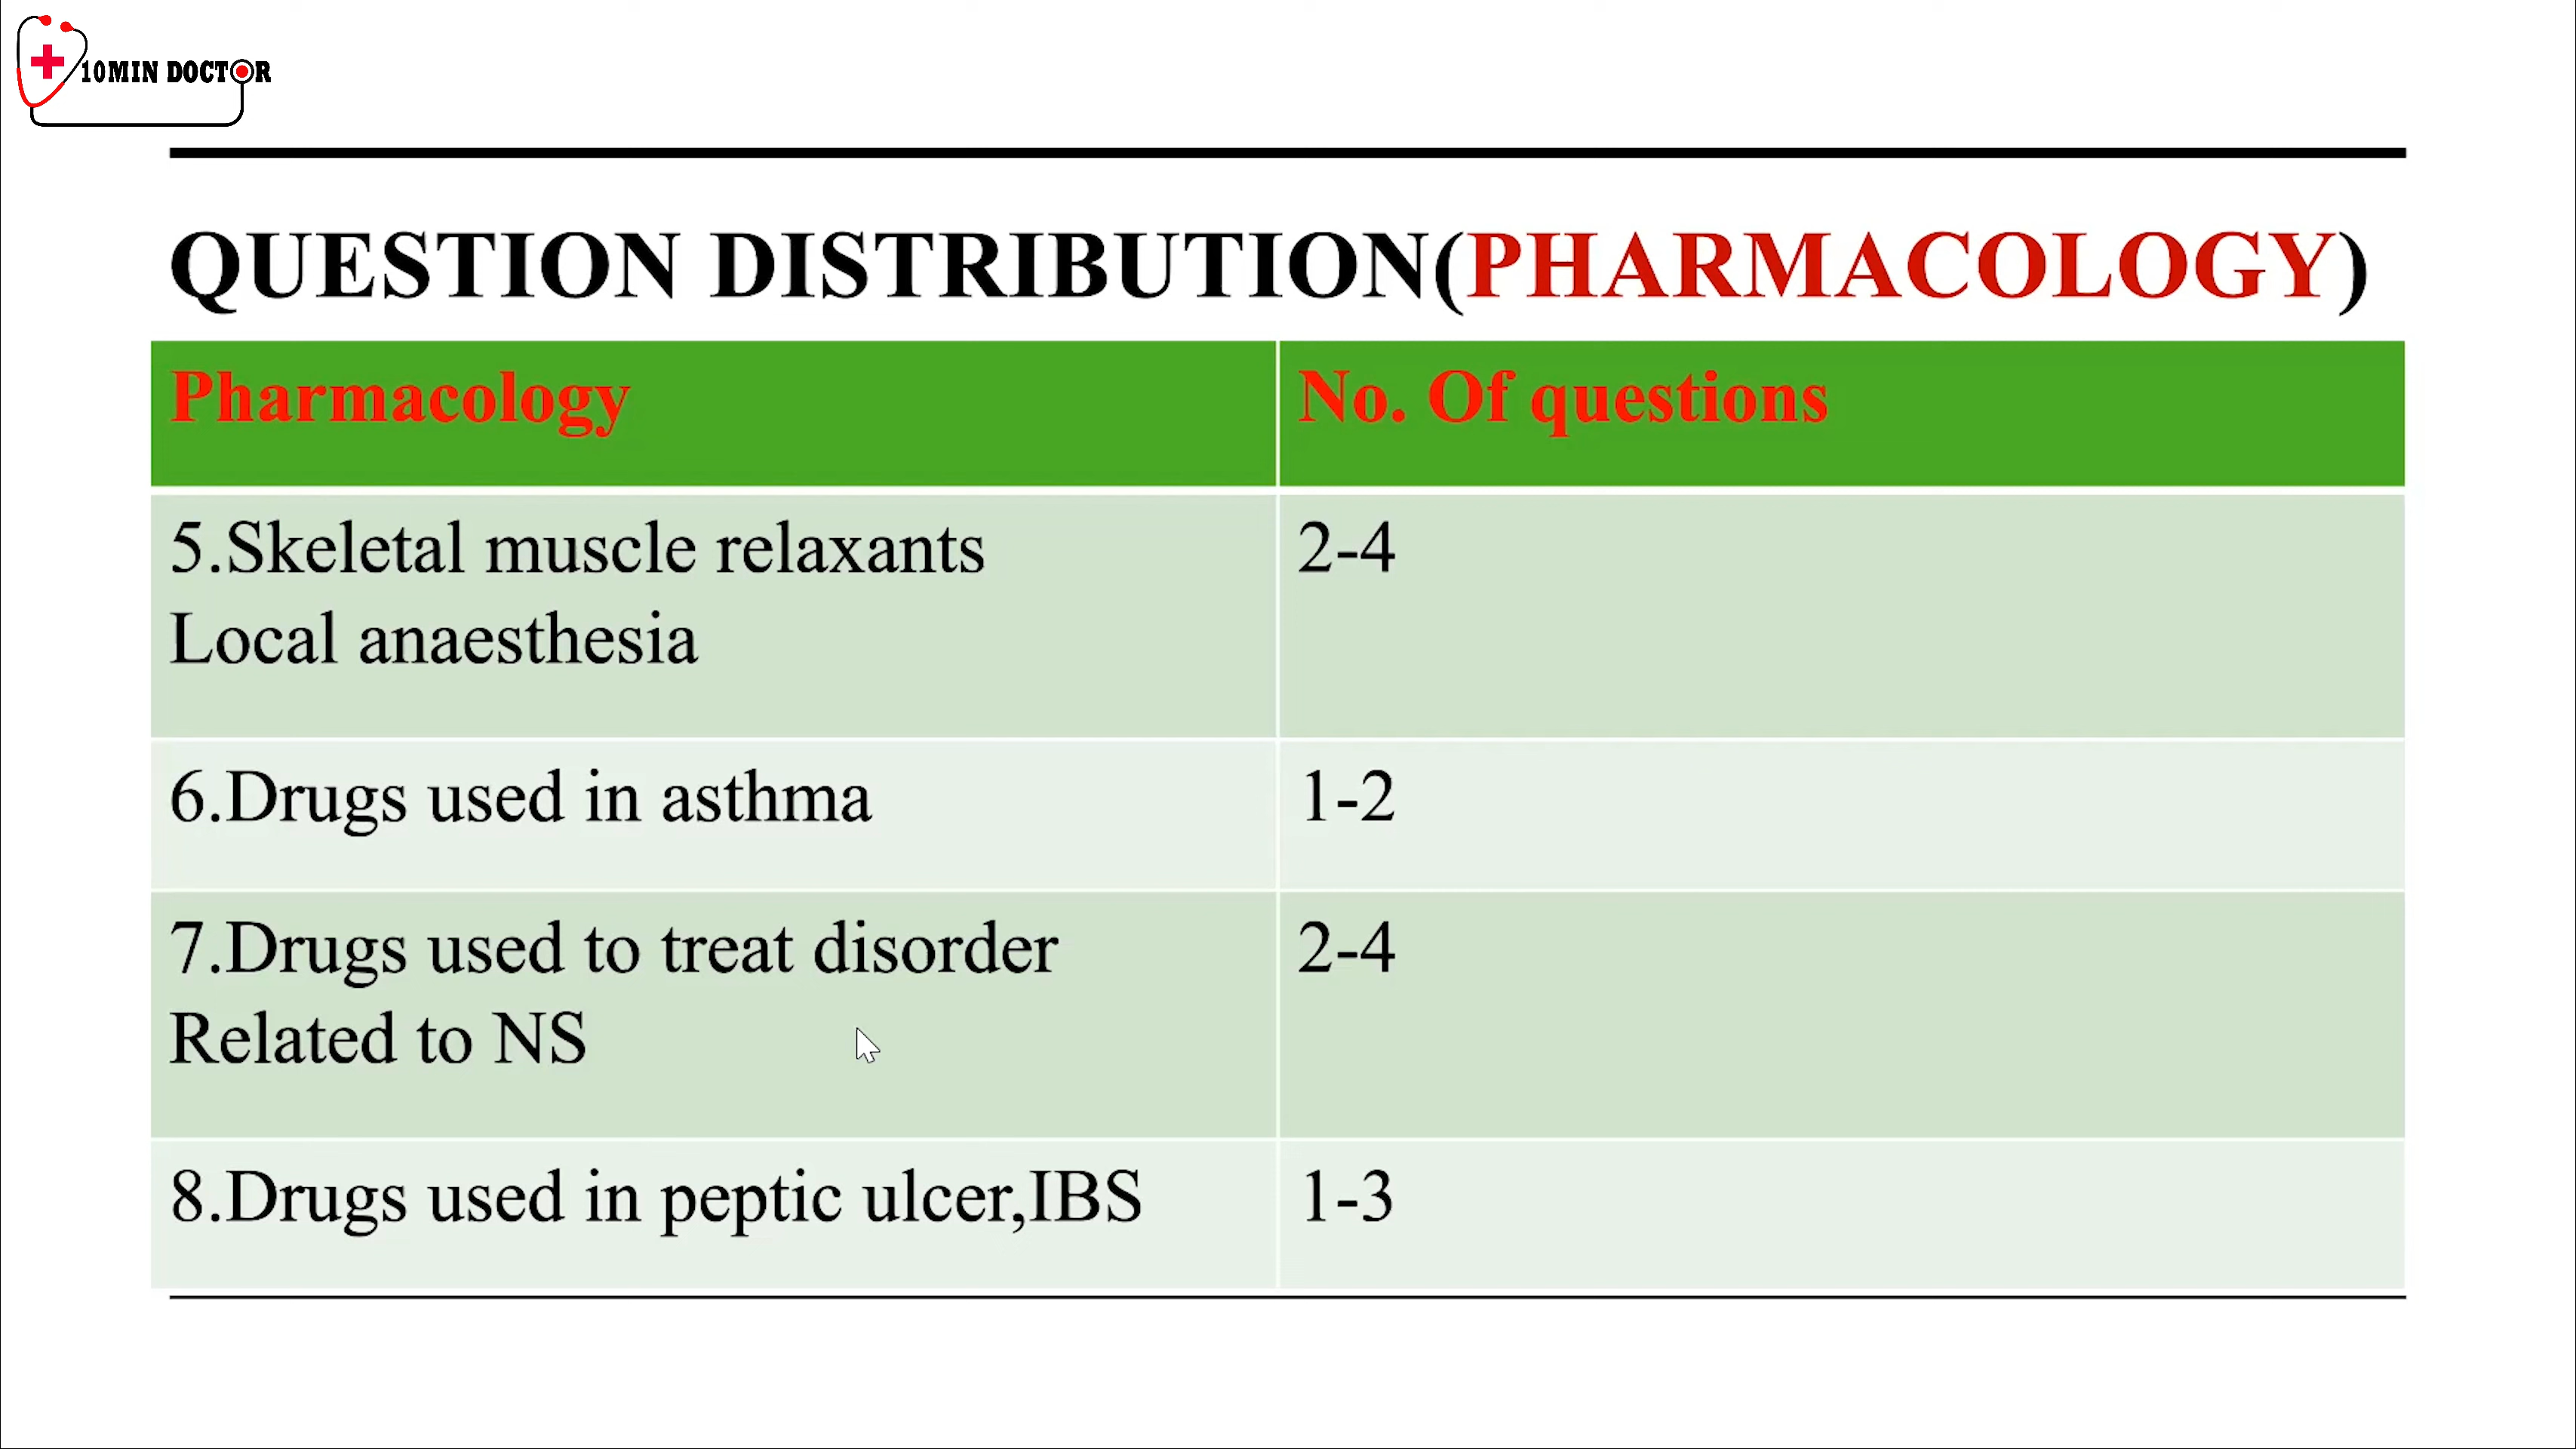 10MIN DOCTOR
QUESTION DISTRIBUTION(PHARMACOLOGY)
Pharmacology
No. Of questions
5.Skeletal muscle relaxants
Local anaesthesia
2-4
6.Drugs used in asthma
1-2
7.Drugs used to treat disorder
Related to NS
2-4
8.Drugs used in peptic ulcer,IBS
1-3